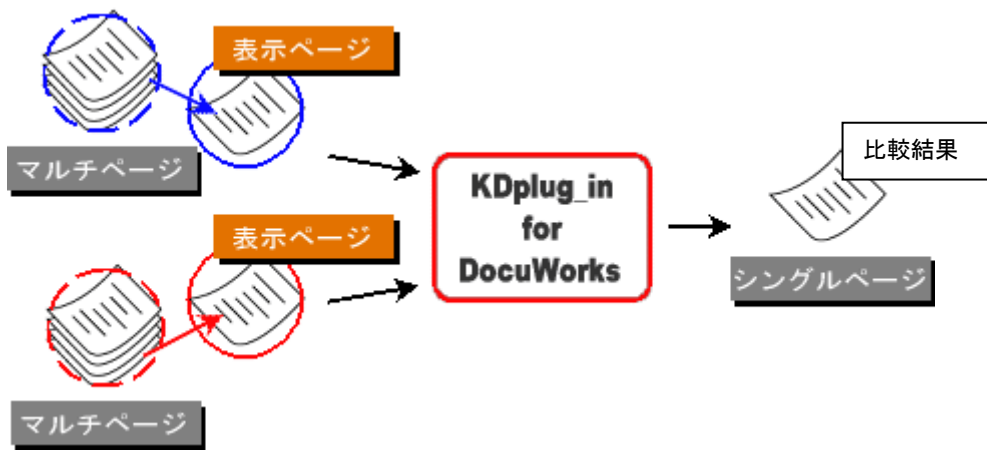 表示ページ
マルチページ
比較結果
KDplug_in
for
DocuWorks
表示ページ
シングルページ
マルチページ